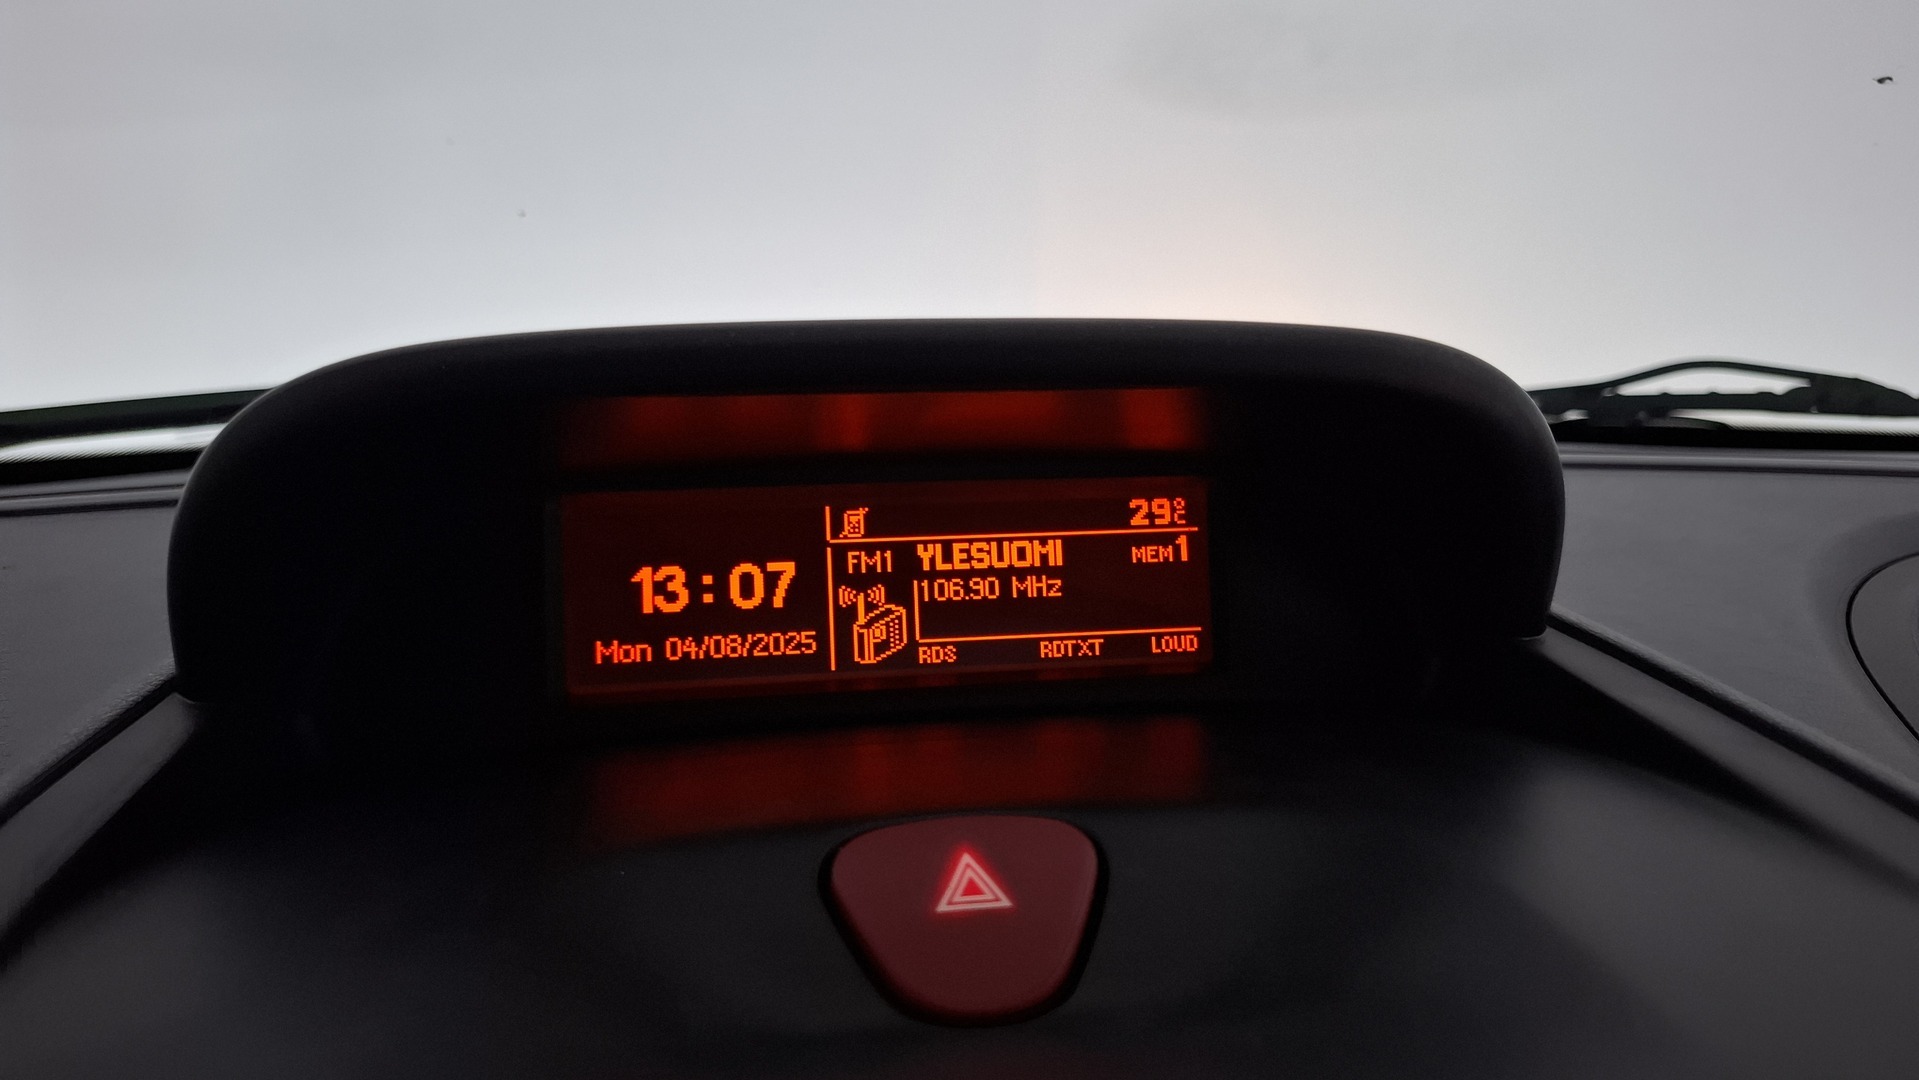 29°C
FM1 YLESUOMI MEM1
13:07
106.90 MHz
Mon 04/08/2025
RDS RDTXT LOUD